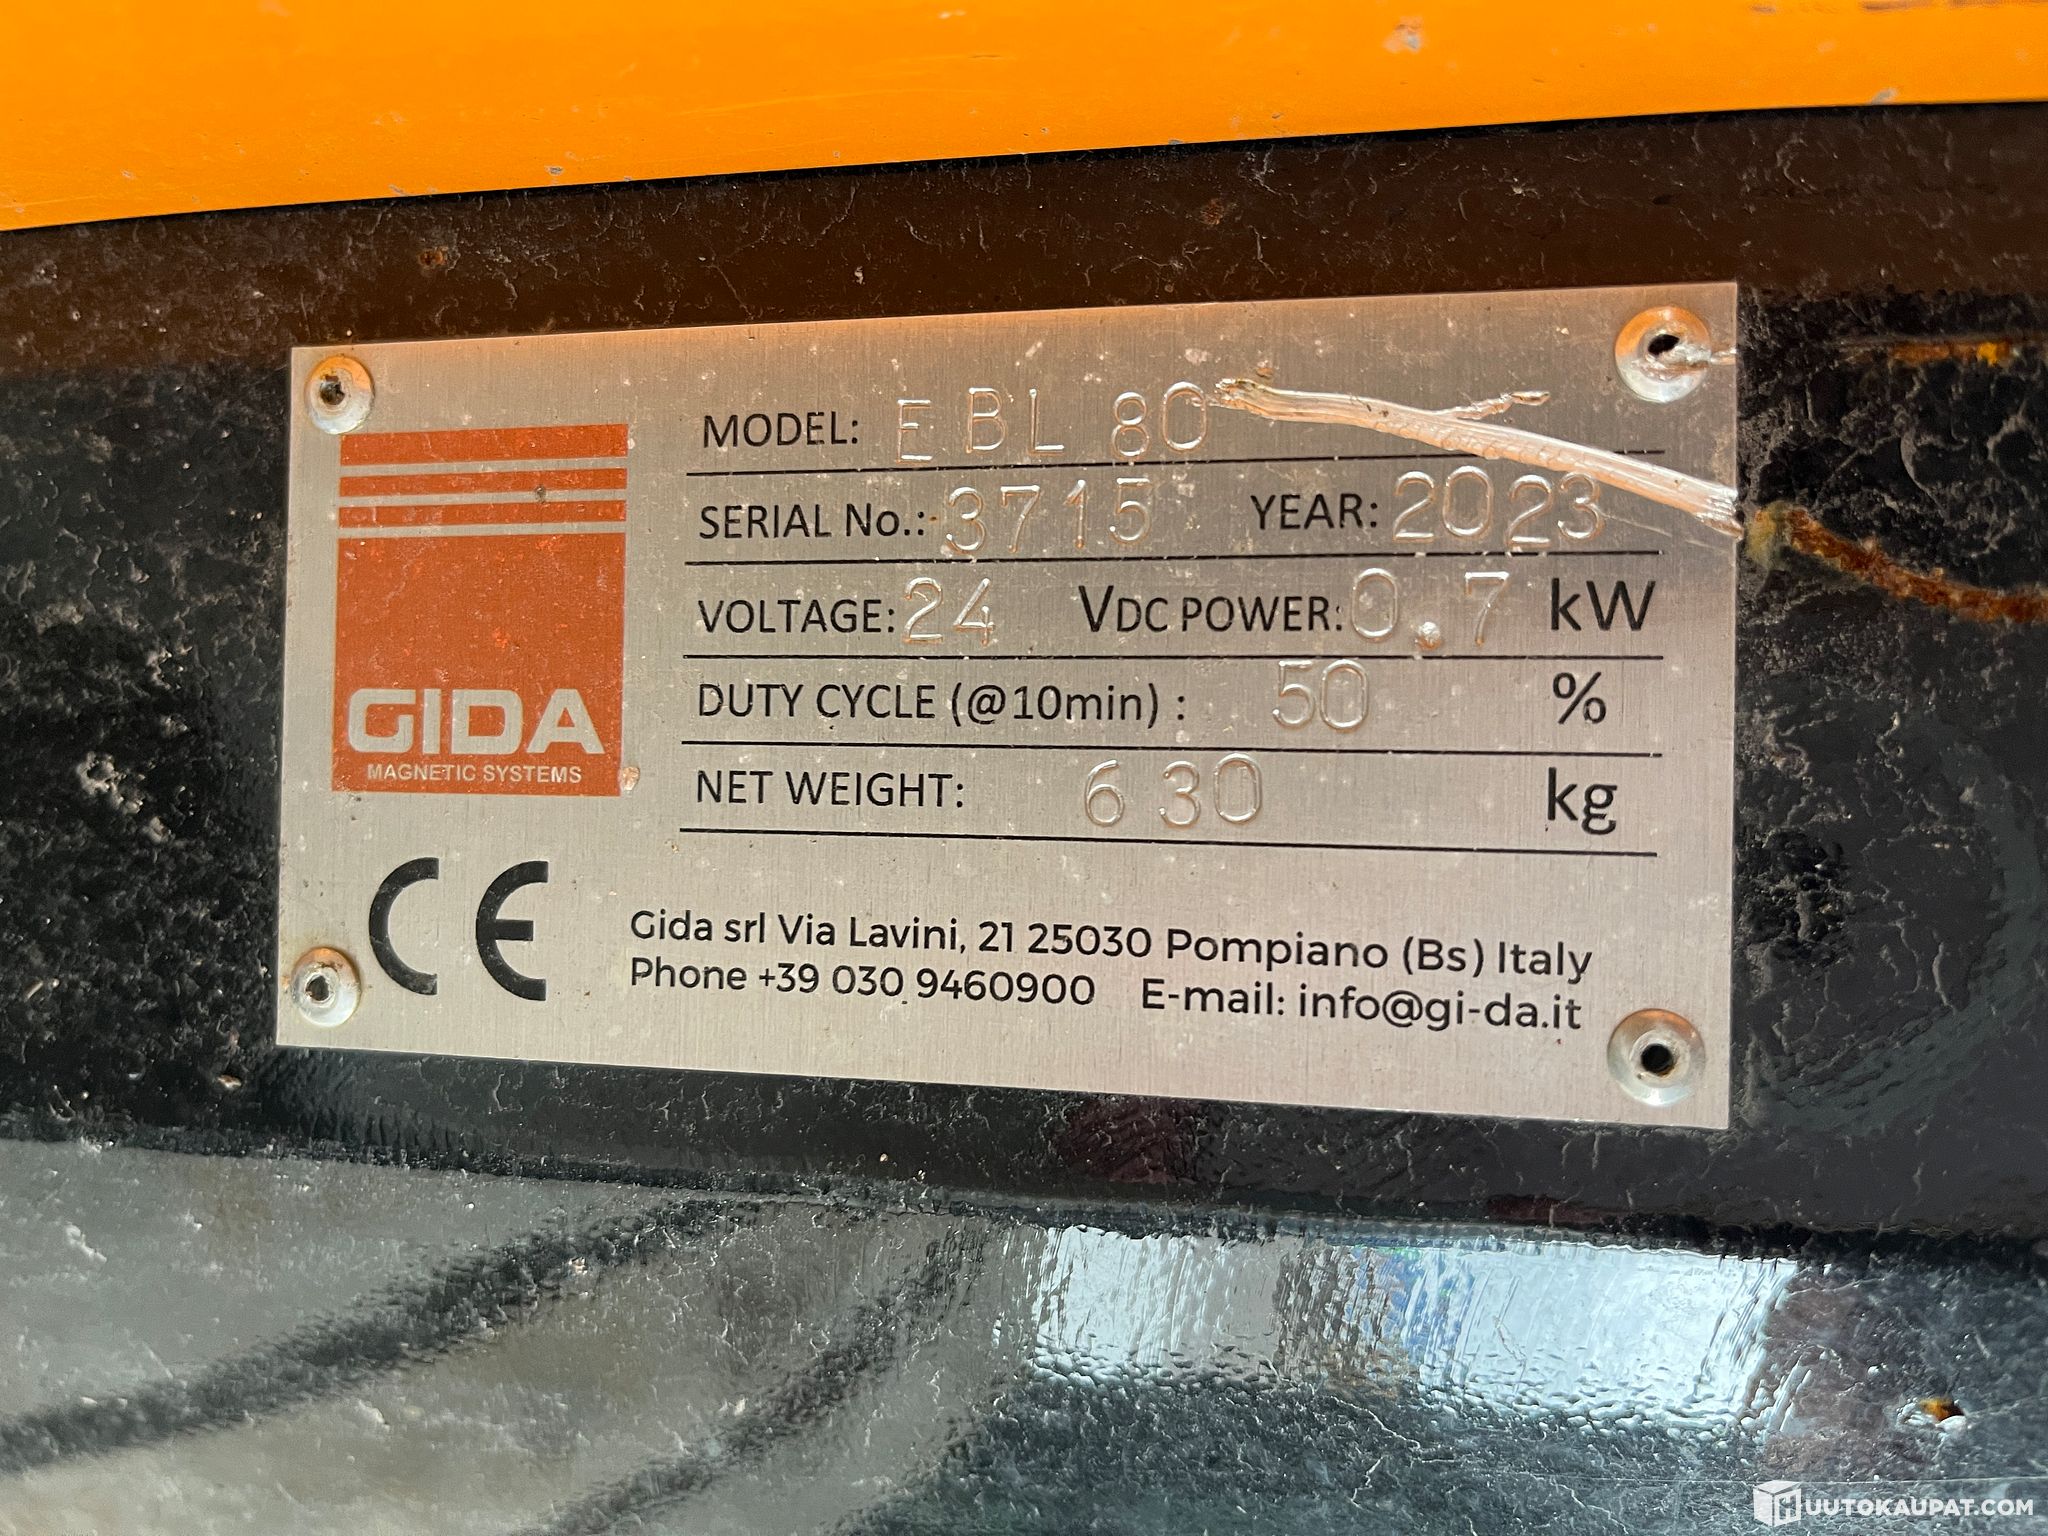 MODEL: EBL 80
SERIAL No.: 3715 YEAR: 2023
VOLTAGE: 24 VDC POWER: 0.7 kW
DUTY CYCLE (@10min) : 50 %
NET WEIGHT: 630 kg
GIDA
MAGNETIC SYSTEMS
CE
Gida srl Via Lavini, 21 25030 Pompiano (Bs) Italy
Phone +39 030 9460900 E-mail: info@gi-da.it
HUUTOKAUPAT.COM